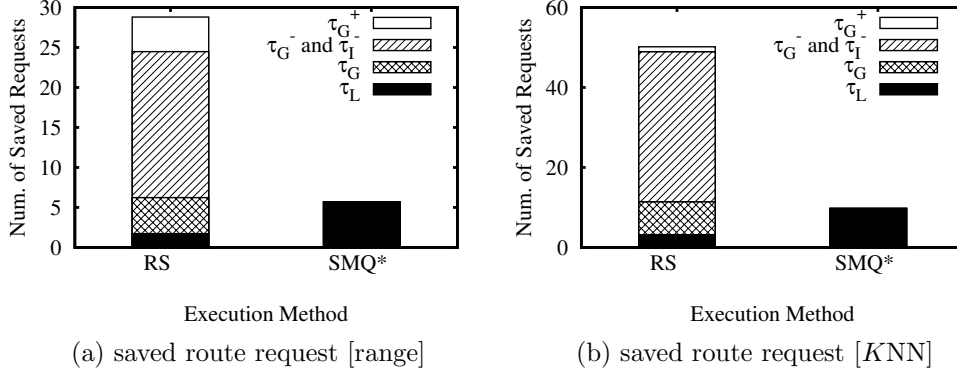 Num. of Saved Requests
30
25
20
15
10
5
0
τG+
τG- and τI-
τG
τL
RS SMQ*
Execution Method
(a) saved route request [range]
Num. of Saved Requests
60
40
20
0
τG+
τG- and τI-
τG
τL
RS SMQ*
Execution Method
(b) saved route request [KNN]